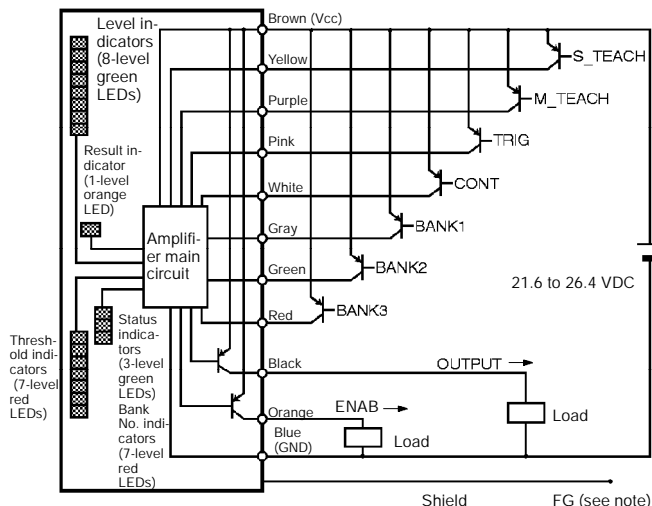 Level in-
dicators
(8-level
green
LEDs)
Result in-
dicator
(1-level
orange
LED)
Amplifi-
er main
circuit
Thresh-
old indi-
cators
(7-level
red
LEDs)
Status
indica-
tors
(3-level
green
LEDs)
Bank
No. indi-
cators
(7-level
red
LEDs)
Brown (Vcc)
Yellow
Purple
Pink
White
Gray
Green
Red
Black
Orange
Blue
(GND)
S_TEACH
M_TEACH
TRIG
CONT
BANK1
BANK2
BANK3
21.6 to 26.4 VDC
OUTPUT
ENAB
Load
Load
Shield
FG (see note)